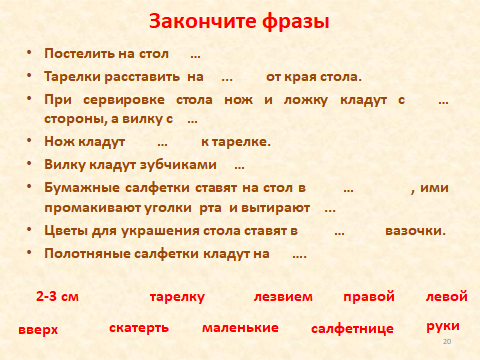 Закончите фразы
• Постелить на стол …
• Тарелки расставить на … от края стола.
• При сервировке стола нож и ложку кладут с …
стороны, а вилку с …
• Нож кладут … к тарелке.
• Вилку кладут зубчиками …
• Бумажные салфетки ставят на стол в … , ими
промакивают уголки рта и вытирают …
• Цветы для украшения стола ставят в … вазочки.
• Полотняные салфетки кладут на ….
2-3 см тарелку лезвием правой левой
вверх скатерть маленькие салфетнице руки
20